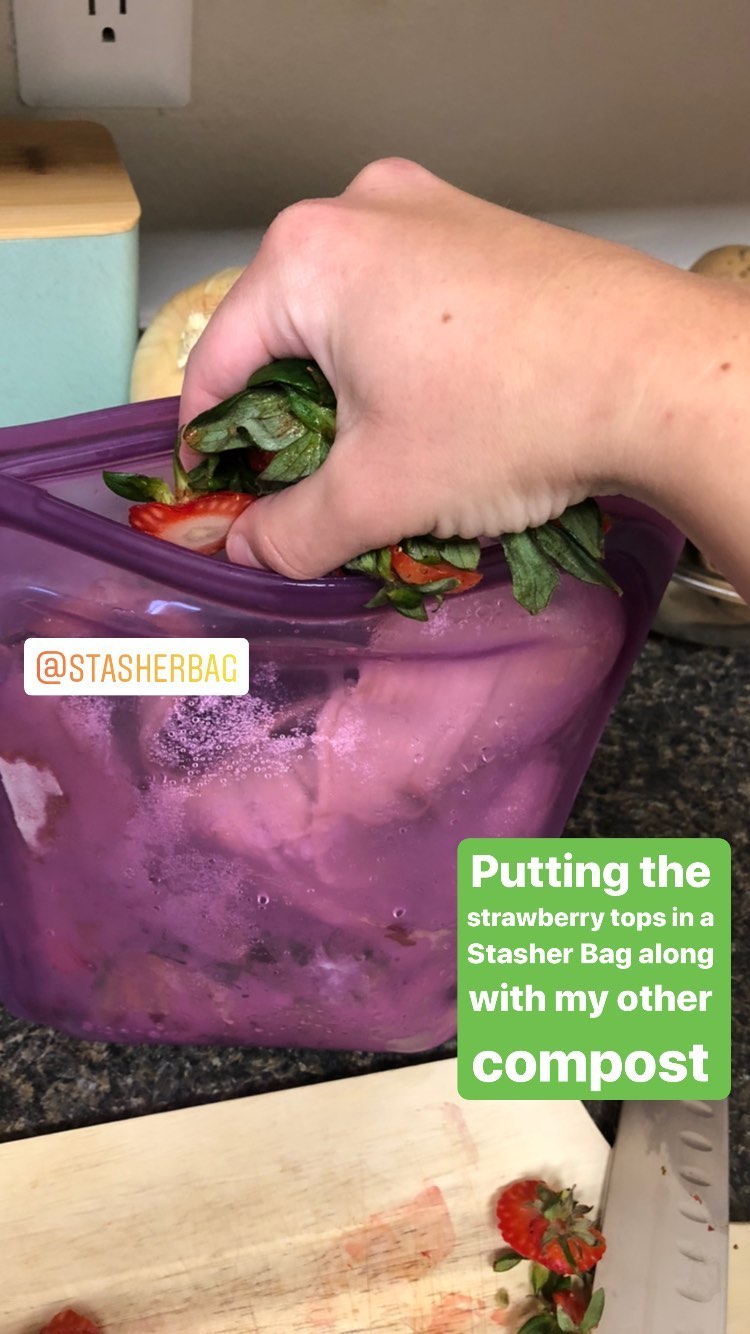 @STASHERBAG
Putting the
strawberry tops in a
Stasher Bag along
with my other
compost